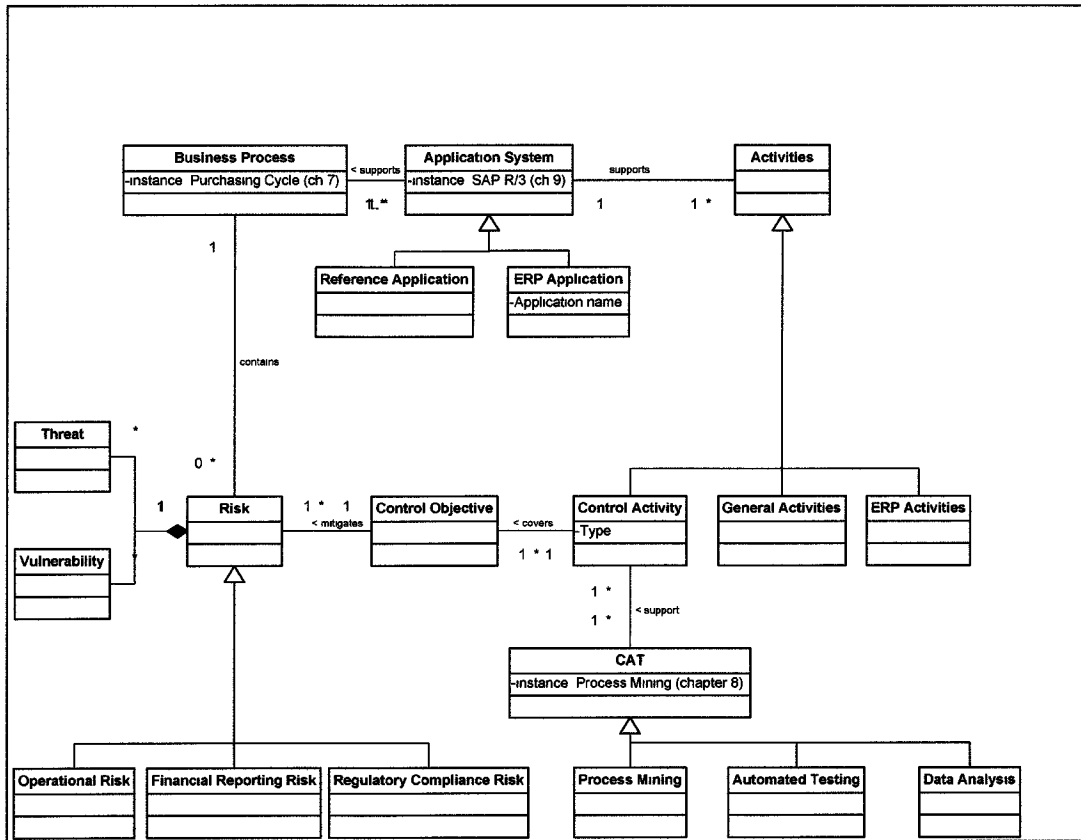 Business Process
-instance Purchasing Cycle (ch 7)
< supports
Application System
-instance SAP R/3 (ch 9)
supports
Activities
1
1 *
1
Reference Application
ERP Application
-Application name
contains
Threat
*
0 *
1
Vulnerability
Risk
1 * 1
< mitigates
Control Objective
< covers
1 * 1
Control Activity
-Type
General Activities
ERP Activities
1 *
< support
1 *
CAT
-instance Process Mining (chapter 8)
Operational Risk
Financial Reporting Risk
Regulatory Compliance Risk
Process Mining
Automated Testing
Data Analysis